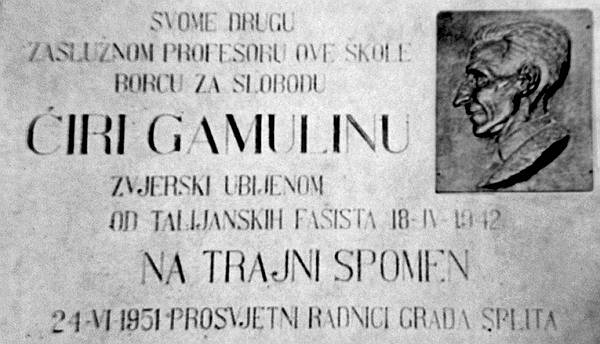 SVOME DRUGU
ZASLUŽNOM PROFESORU OVE ŠKOLE
BORCU ZA SLOBODU
ĆIRI GAMULINU
ZVJERSKI UBIJENOM
OD TALIJANSKIH FAŠISTA 18-IV-1942
NA TRAJNI SPOMEN
24-VI-1951 PROSVJETNI RADNICI GRADA SPLITA